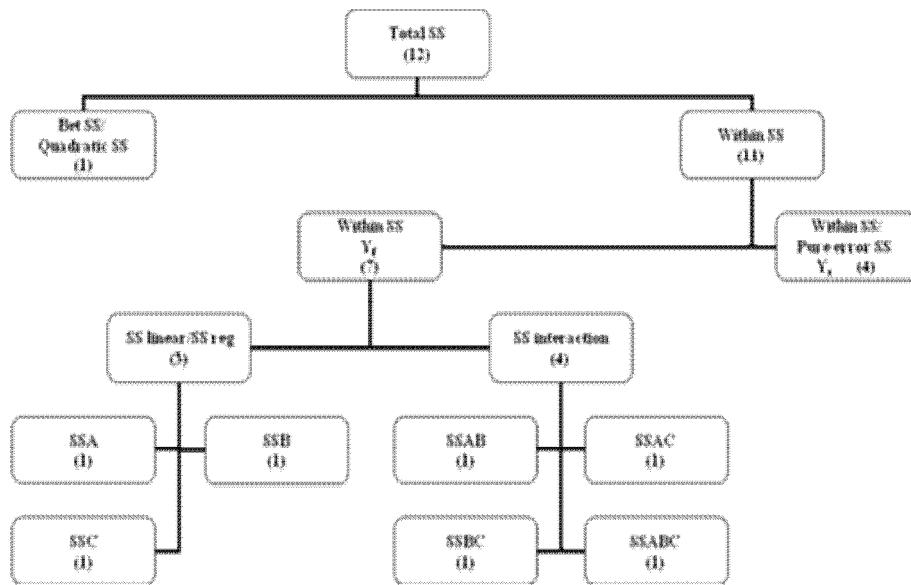 Total SS
(12)
Bet SS/
Quadratic SS
(1)
Within SS
(11)
Within SS
Yf
(7)
Within SS/
Pure error SS
(4)
SS linear/SS reg
(3)
SS interaction
(4)
SSA
(1)
SSB
(1)
SSAB
(1)
SSAC
(1)
SSC
(1)
SSBC
(1)
SSABC
(1)